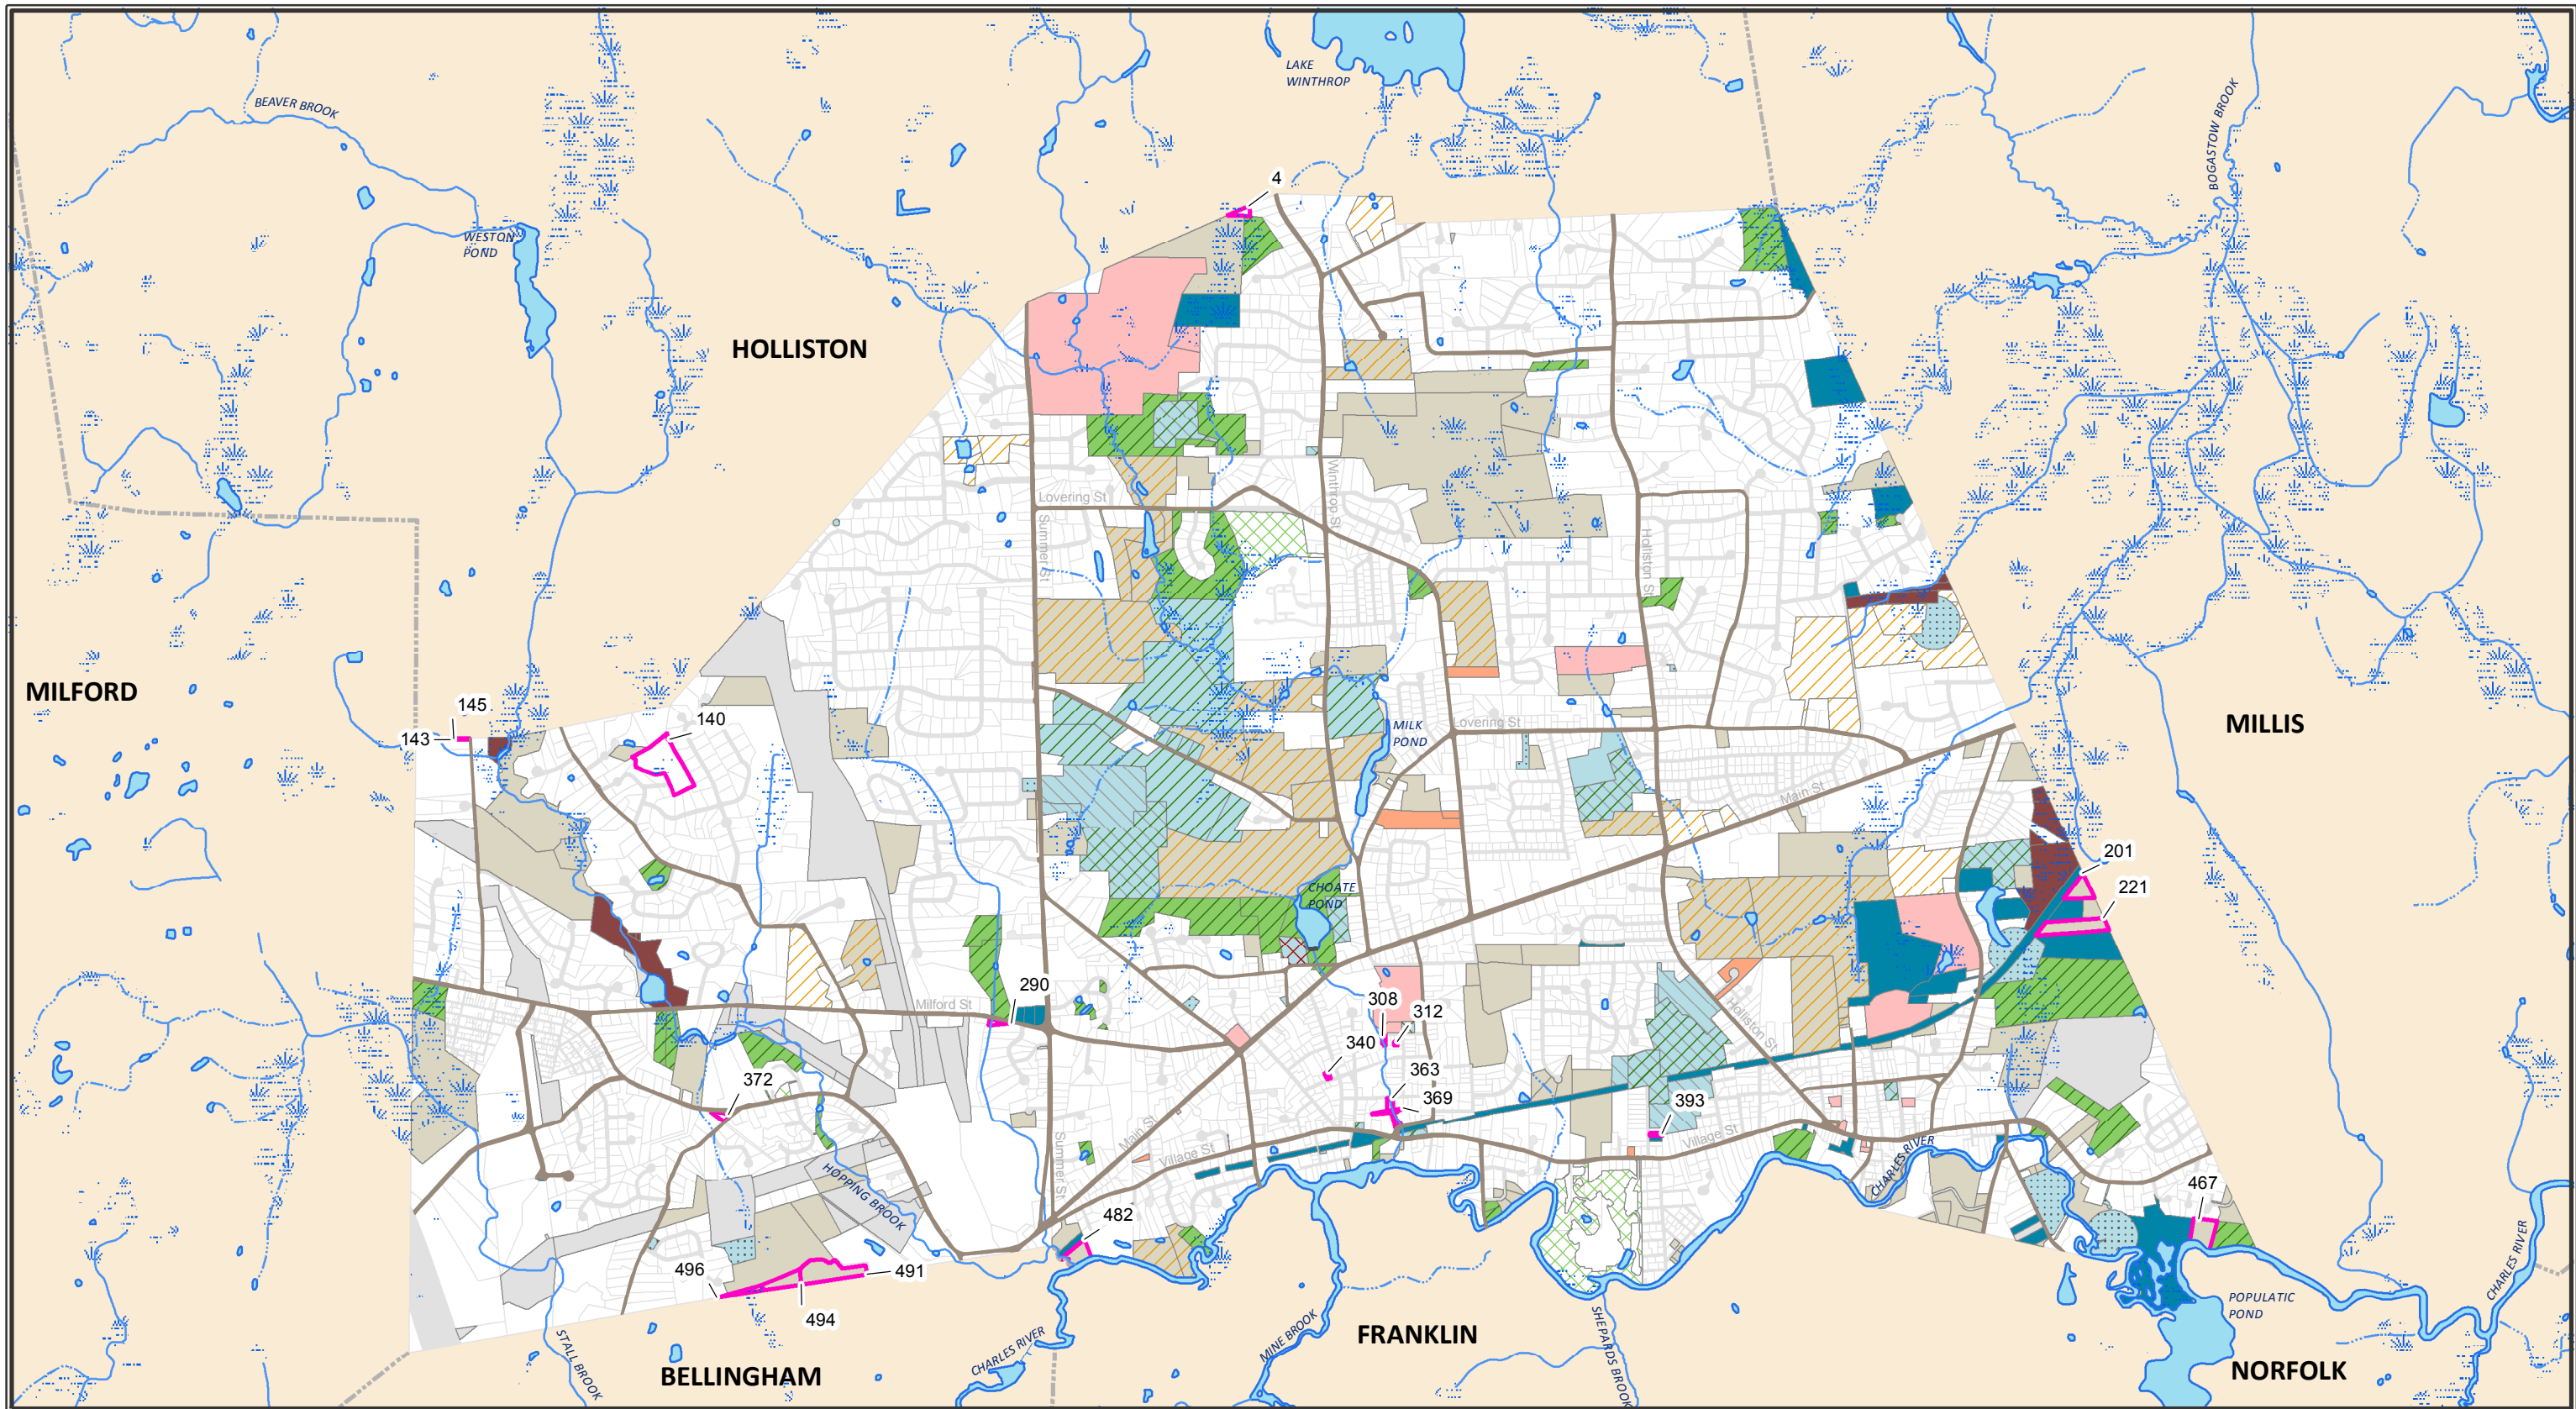 LAKE
WINTHROP
BEAVER BROOK
BOGASTOW BROOK
4
WESTON
POND
HOLLISTON
Lovering St
Winthrop St
Summer St
Holliston St
MILFORD
145
140
143
MILK
POND
Lovering St
MILLIS
Main St
201
221
CHOATE
POND
290
Milford St
308
312
Holliston St
340
363
372
369
393
Main St
Village St
Village St
CHARLES RIVER
Summer St
HOPPING BROOK
467
482
496
491
494
CHARLES RIVER
POPULATIC
POND
FRANKLIN
MINE BROOK
SHEPARDS BROOK
STALL BROOK
CHARLES RIVER
BELLINGHAM
NORFOLK